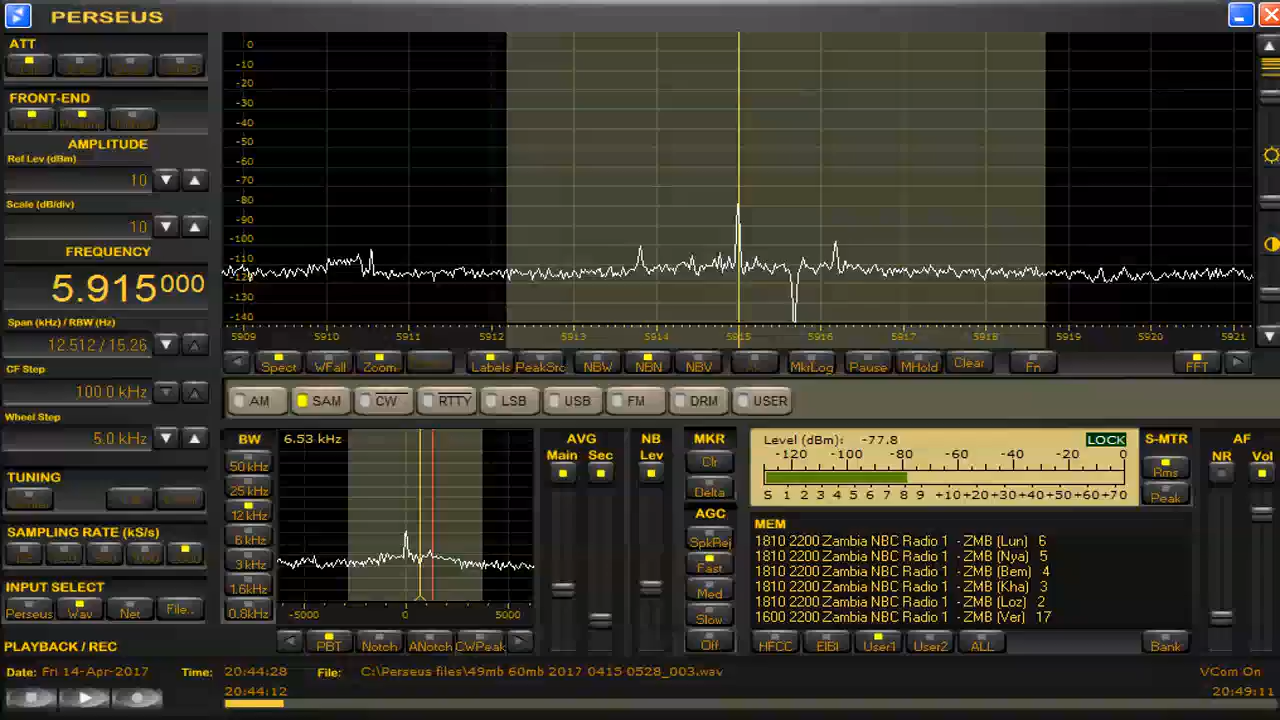 PERSEUS
ATT
FRONT-END
AMPLITUDE
Ref Lev (dBm)
10
Scale (dB/div)
10
FREQUENCY
5.915000
Span (kHz) / RBW (Hz)
12.512 / 15.26
CF Step
100.0 kHz
Wheel Step
5.0 kHz
TUNING
SAMPLING RATE (kS/s)
INPUT SELECT
Perseus Wav Net File..
PLAYBACK / REC
0
-10
-20
-30
-40
-50
-60
-70
-80
-90
-100
-110
-120
-130
-140
5909 5910 5911 5912 5913 5914 5915 5916 5917 5918 5919 5920 5921
Spect WFall Zoom Labels PeakSrc NBW NBN NBV MkrLog Pause MHold Clear Fn FFT
AM SAM CW RTTY LSB USB FM DRM USER
BW
50 kHz
25 kHz
12 kHz
6 kHz
3 kHz
1.6kHz
0.8kHz
6.53 kHz
-5000 0 5000
PBT Notch ANotch CWPeak
AVG
Main Sec
NB
Lev
MKR
Clr
Delta
AGC
SpkRej
Fast
Med
Slow
Off
Level (dBm): -77.8 LOCK
-120 -100 -80 -60 -40 -20 0
S 1 2 3 4 5 6 7 8 9 +10+20+30+40+50+60+70
S-MTR
Rms
Peak
AF
NR Vol
MEM
1810 2200 Zambia NBC Radio 1 - ZMB (Lun) 6
1810 2200 Zambia NBC Radio 1 - ZMB (Nya) 5
1810 2200 Zambia NBC Radio 1 - ZMB (Bem) 4
1810 2200 Zambia NBC Radio 1 - ZMB (Kha) 3
1810 2200 Zambia NBC Radio 1 - ZMB (Loz) 2
1600 2200 Zambia NBC Radio 1 - ZMB (Ver) 17
HFCC EIBI User1 User2 ALL Bank
Date: Fri 14-Apr-2017 Time: 20:44:28 File: C:\Perseus files\49mb 60mb 2017 0415 0528_003.wav VCom On
20:44:12 20:49:11